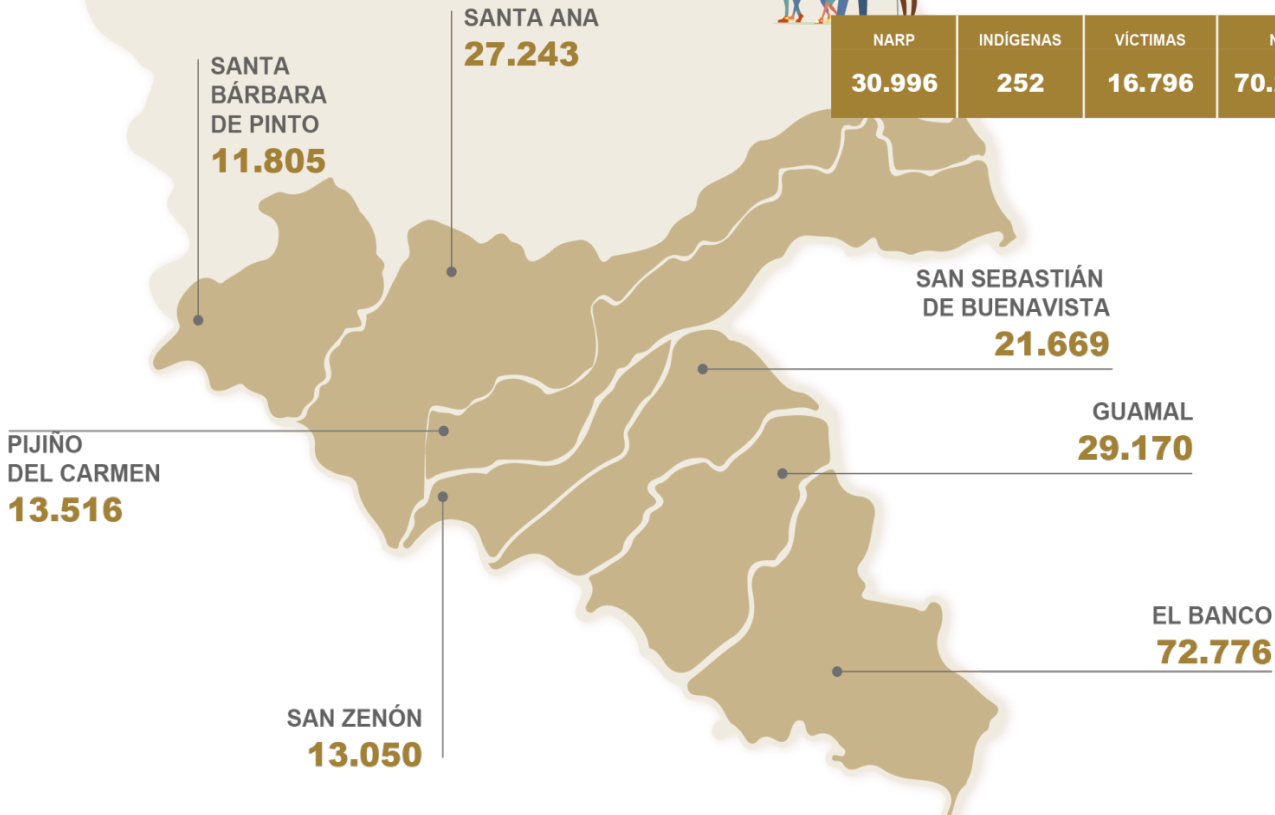 SANTA ANA
27.243
NARP
INDÍGENAS
VÍCTIMAS
30.996
252
16.796
SANTA
BÁRBARA
DE PINTO
11.805
SAN SEBASTIÁN
DE BUENAVISTA
21.669
GUAMAL
29.170
PIJIÑO
DEL CARMEN
13.516
EL BANCO
72.776
SAN ZENÓN
13.050